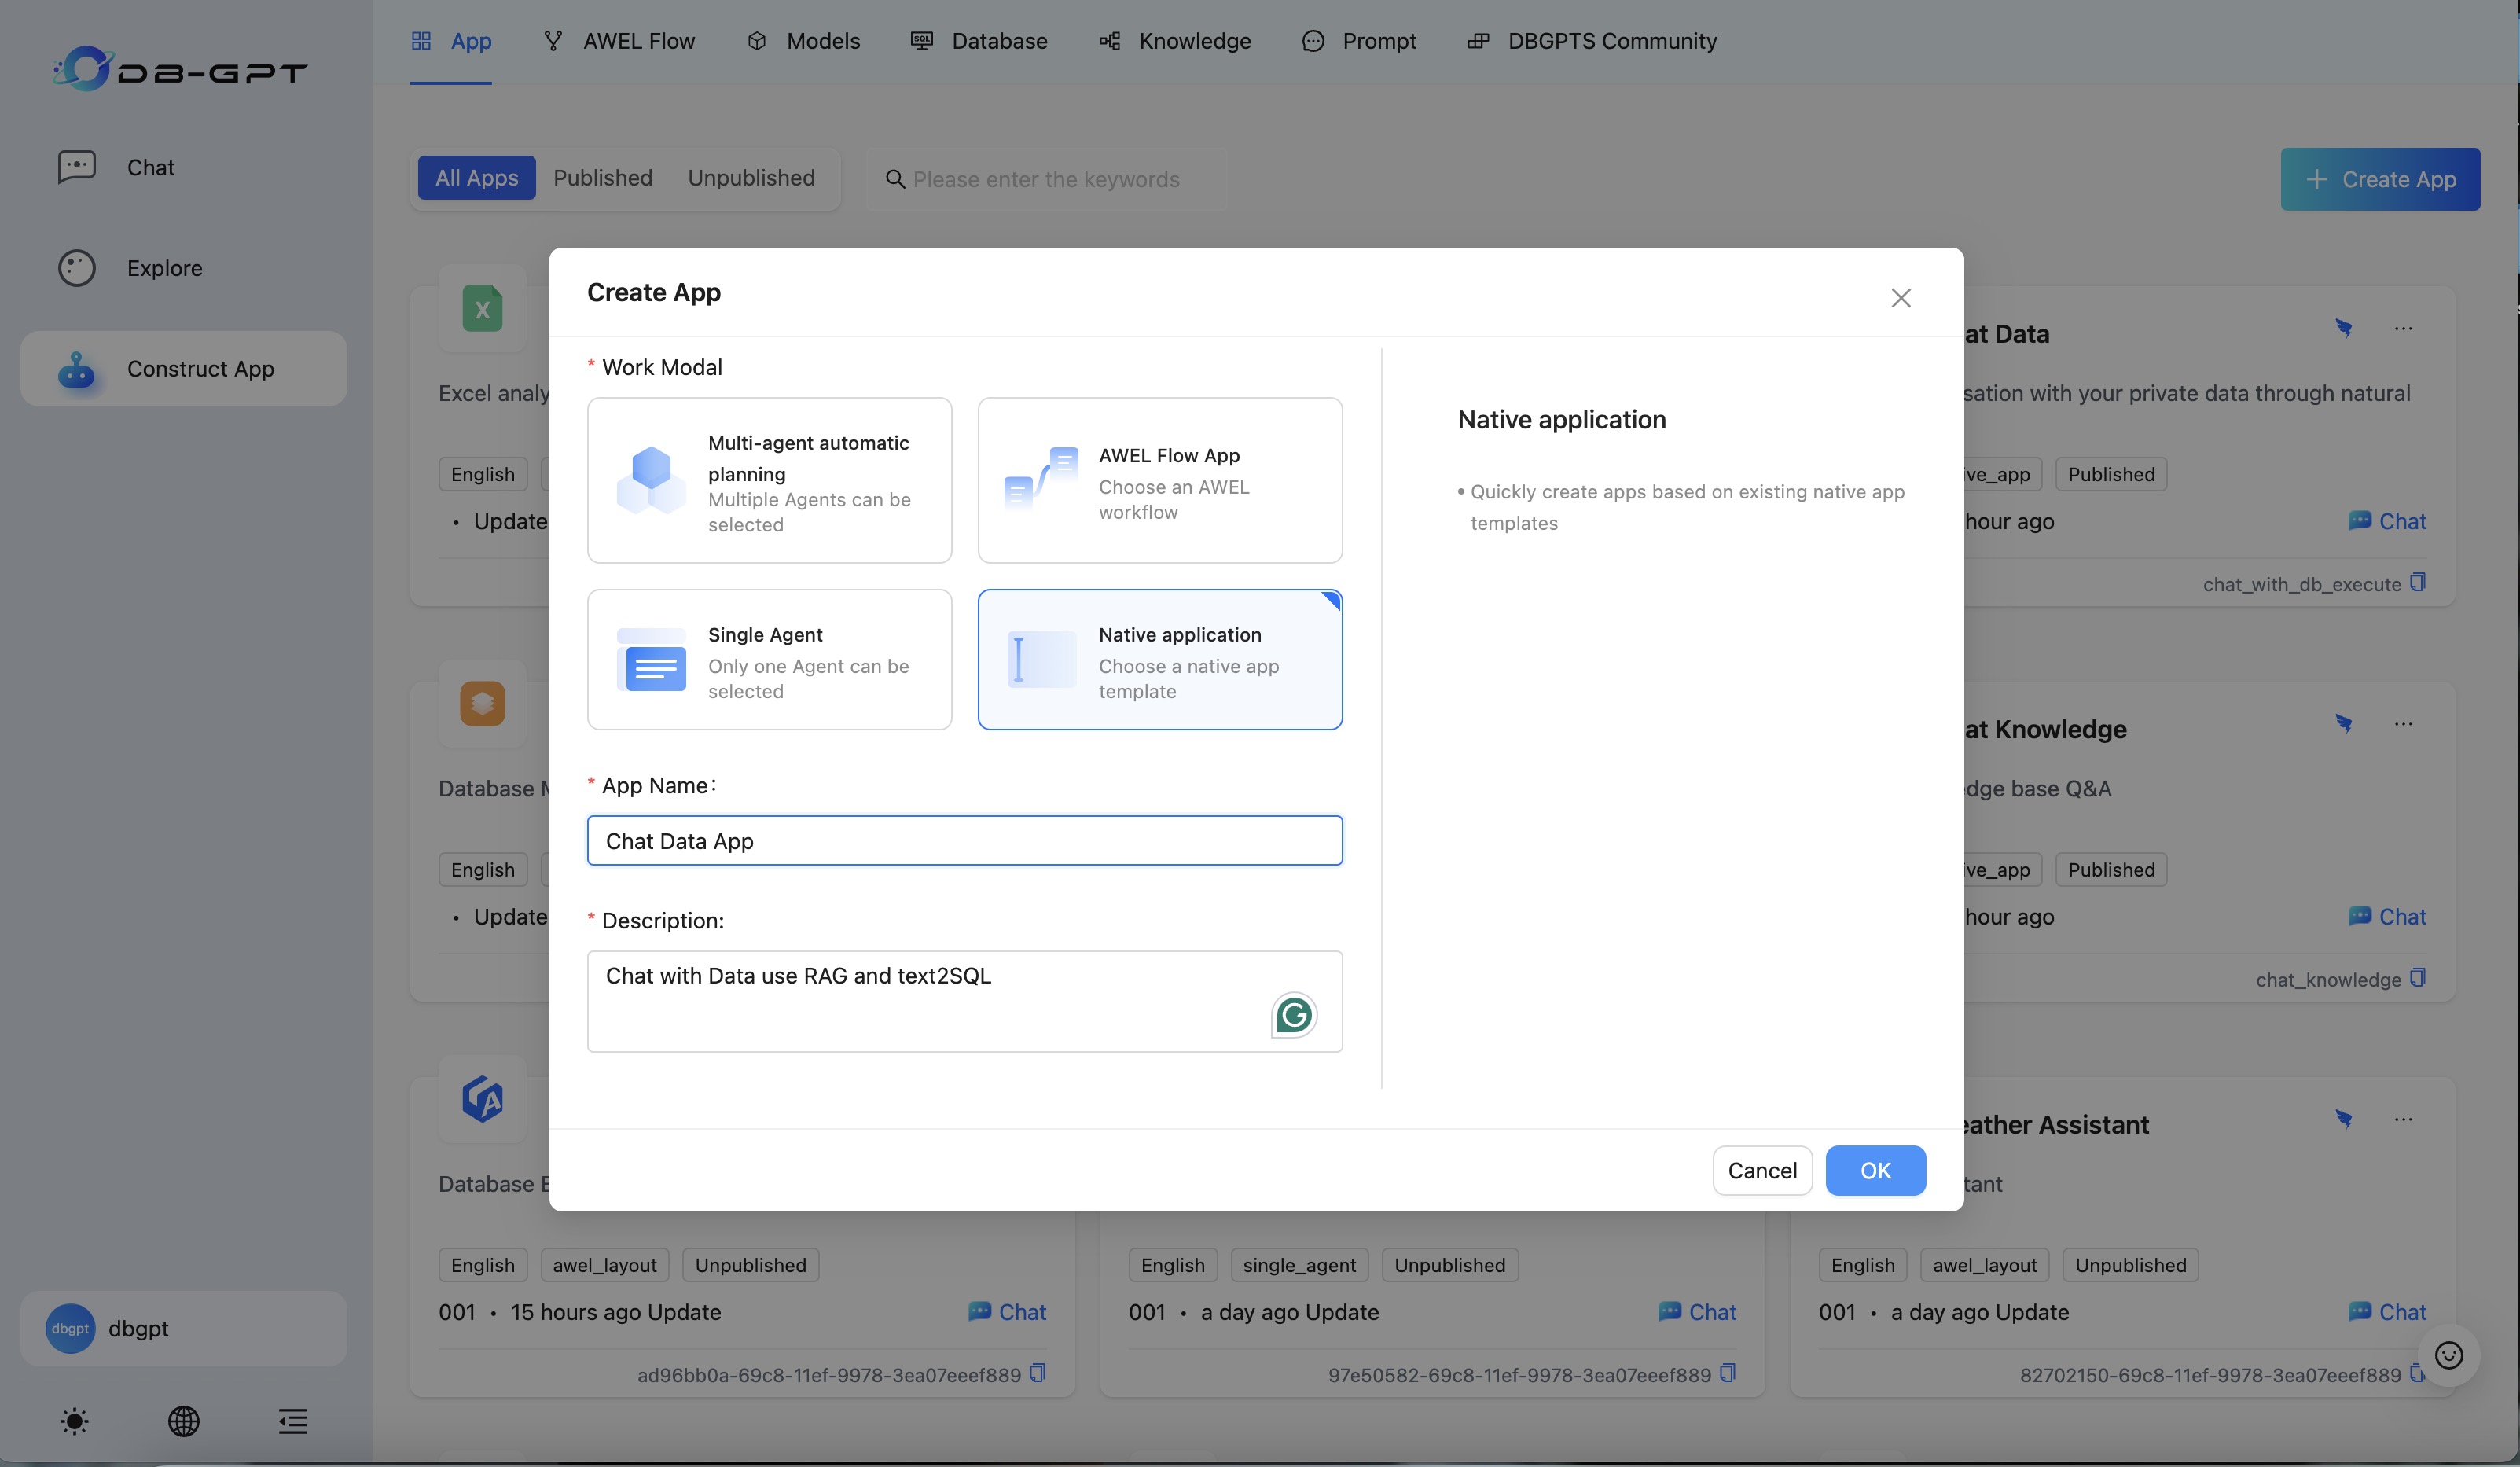 DB-GPT
App
AWEL Flow
Models
Database
Knowledge
Prompt
DBGPTS Community
Chat
Explore
Construct App
All Apps
Published
Unpublished
Please enter the keywords
Create App
Create App
* Work Modal
Multi-agent automatic
planning
Multiple Agents can be
selected
AWEL Flow App
Choose an AWEL
workflow
Single Agent
Only one Agent can be
selected
Native application
Choose a native app
template
* App Name:
Chat Data App
* Description:
Chat with Data use RAG and text2SQL
Native application
• Quickly create apps based on existing native app
templates
Cancel
OK
X
Excel
English
• Update
at Data
sation with your private data through natural
ve_app
Published
hour ago
Chat
chat_with_db_execute
Database
English
• Update
at Knowledge
dge base Q&A
ve_app
Published
hour ago
Chat
chat_knowledge
Database
English
awel_layout
Unpublished
001 • 15 hours ago Update
Chat
ad96bb0a-69c8-11ef-9978-3ea07eeef889
English
single_agent
Unpublished
001 • a day ago Update
Chat
97e50582-69c8-11ef-9978-3ea07eeef889
eather Assistant
tant
English
awel_layout
Unpublished
001 • a day ago Update
Chat
82702150-69c8-11ef-9978-3ea07eeef889
dbgpt
dbgpt